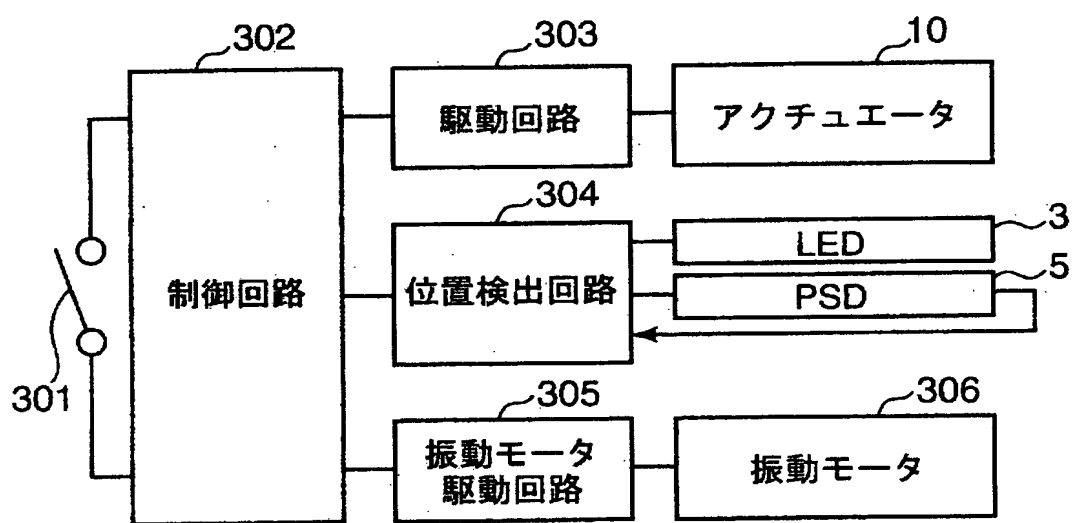 302
303
10
駆動回路
アクチュエータ
304
3
LED
5
制御回路
位置検出回路
PSD
301
305
306
振動モータ
駆動回路
振動モータ